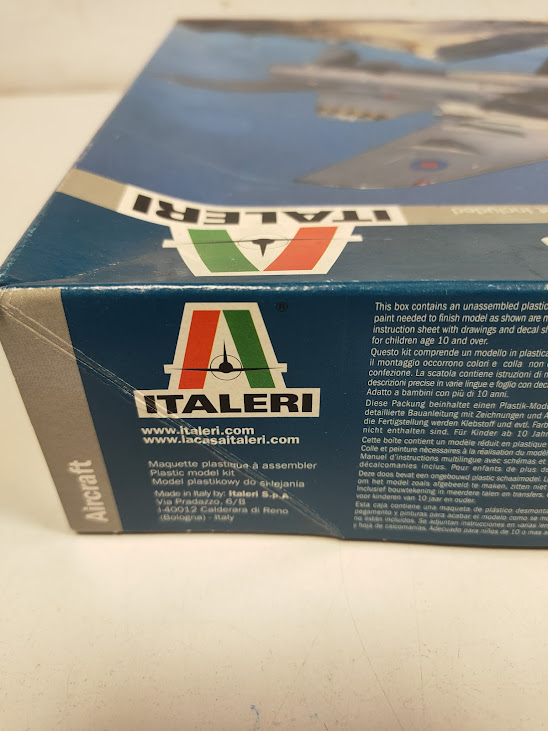 ITALERI
t Included
ITALERI
®
www.italeri.com
www.lacasaitaleri.com
Maquette plastique à assembler
Plastic model kit
Model plastikowy do sklejania
Made in Italy by: Italeri S.p.A
Via Pradazzo, 6/B
I-40012 Calderara di Reno
(Bologna) - Italy
Aircraft
This box contains an unassembled plastic
paint needed to finish model as shown are
instruction sheet with drawings and decal
for children age 10 and over.
Questo kit comprende un modello in plastica
il montaggio occorrono colori e colla non
confezione. La scatola contiene istruzioni di
descrizioni precise in varie lingue e foglio con
Adatto a bambini con più di 10 anni.
Diese Packung beinhaltet einen Plastik-Mod
detaillierte Bauanleitung mit Zeichnungen und
die Fertigstellung werden Klebstoff und evtl. Farb
nicht enthalten sind. Für Kinder ab 10 Jahr
Cette boîte contient un modèle réduit en plastique
Colle et peinture nécessaires à la réalisation du
Manuel d'instructions multilingue avec schémas et
décalcomanies inclus. Pour enfants de plus
Deze doos bevat een ongebouwd plastic schaalmodel.
om het model zoals afgebeeld te maken, zitten niet
Inclusief bouwtekening in meerdere talen en transfers.
voor kinderen van 10 jaar en ouder.
Esta caja contiene una maqueta de plástico
pegamento y pinturas para acabar el modelo como se
no están incluidos. Se adjuntan instrucciones en varias
y hoja de calcomanias. Adecuado para niños de 10 o mas